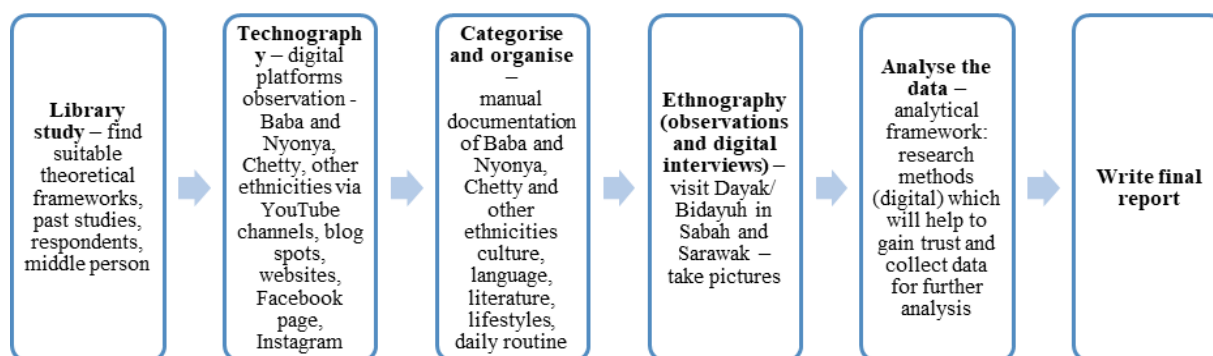 Library
study – find
suitable
theoretical
frameworks,
past studies,
respondents,
middle person
Technograph
y – digital
platforms
observation -
Baba and
Nyonya,
Chetty, other
ethnicities via
YouTube
channels, blog
spots,
websites,
Facebook
page,
Instagram
Categorise
and organise
–
manual
documentation
of Baba and
Nyonya,
Chetty and
other
ethnicities
culture,
language,
literature,
lifestyles,
daily routine
Ethnography
(observations
and digital
interviews) –
visit Dayak/
Bidayuh in
Sabah and
Sarawak –
take pictures
Analyse the
data –
analytical
framework:
research
methods
(digital) which
will help to
gain trust and
collect data
for further
analysis
Write final
report